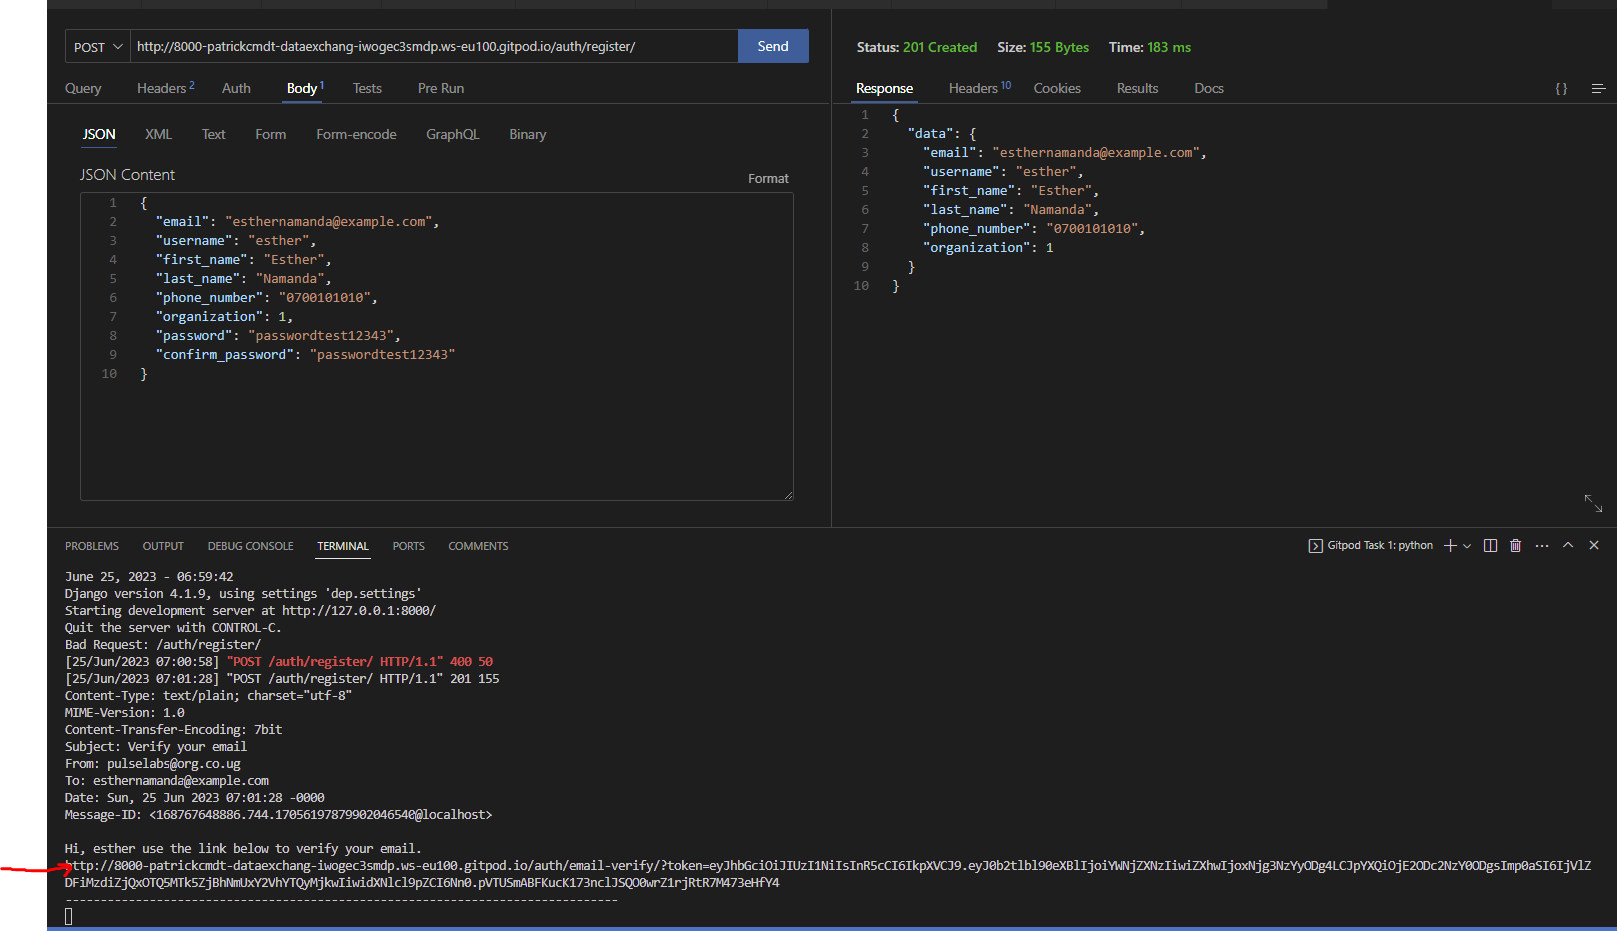 POST http://8000-patrickcmdt-dataexchang-iwogec3smdp.ws-eu100.gitpod.io/auth/register/ Send
Query Headers 2 Auth Body 1 Tests Pre Run
JSON XML Text Form Form-encode GraphQL Binary
JSON Content
Format
1 {
2 "email": "esthernamanda@example.com",
3 "username": "esther",
4 "first_name": "Esther",
5 "last_name": "Namanda",
6 "phone_number": "0700101010",
7 "organization": 1,
8 "password": "passwordtest12343",
9 "confirm_password": "passwordtest12343"
10 }
Status: 201 Created Size: 155 Bytes Time: 183 ms
Response Headers 10 Cookies Results Docs { }
1 {
2 "data": {
3 "email": "esthernamanda@example.com",
4 "username": "esther",
5 "first_name": "Esther",
6 "last_name": "Namanda",
7 "phone_number": "0700101010",
8 "organization": 1
9 }
10 }
PROBLEMS OUTPUT DEBUG CONSOLE TERMINAL PORTS COMMENTS Gitpod Task 1: python
June 25, 2023 - 06:59:42
Django version 4.1.9, using settings 'dep.settings'
Starting development server at http://127.0.0.1:8000/
Quit the server with CONTROL-C.
Bad Request: /auth/register/
[25/Jun/2023 07:00:58] "POST /auth/register/ HTTP/1.1" 400 50
[25/Jun/2023 07:01:28] "POST /auth/register/ HTTP/1.1" 201 155
Content-Type: text/plain; charset="utf-8"
MIME-Version: 1.0
Content-Transfer-Encoding: 7bit
Subject: Verify your email
From: pulselabs@org.co.ug
To: esthernamanda@example.com
Date: Sun, 25 Jun 2023 07:01:28 -0000
Message-ID: <168767648886.744.17056197879902046540@localhost>
Hi, esther use the link below to verify your email.
http://8000-patrickcmdt-dataexchang-iwogec3smdp.ws-eu100.gitpod.io/auth/email-verify/?token=eyJhbGciOiJIUzI1NiIsInR5cCI6IkpXVCJ9.eyJ0b2tlbl90eXBlIjoiYWNjZXNzIiwiZXhwIjoxNjg3NzYyODg4LCJpYXQiOjE2ODc2NzY0ODgsImp0aSI6IjVlZ
DFiMzdiZjQxOTQ5MTk5ZjBhNmUxY2VhYTQyMjkwIiwidXNlcl9pZCI6Nn0.pVTUSmABFKucK173nclJSQO0wrZ1rjRtR7M473eHfY4
-------------------------------------------------------------------------------